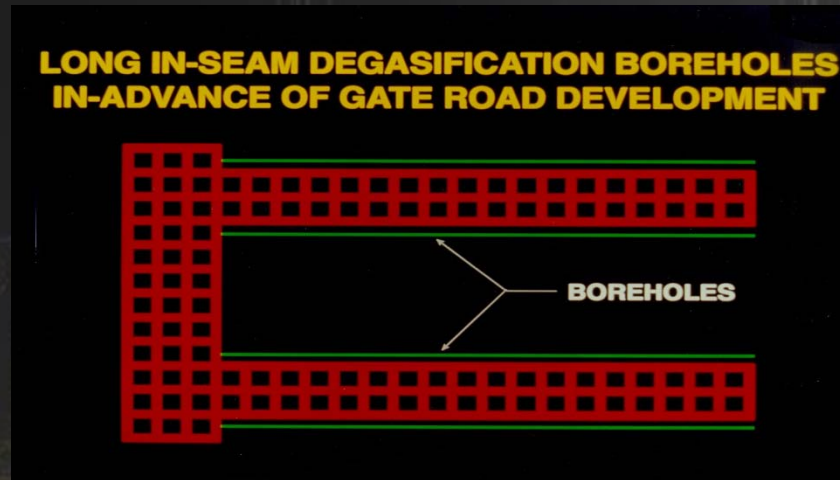 LONG IN-SEAM DEGASIFICATION BOREHOLES
IN-ADVANCE OF GATE ROAD DEVELOPMENT
BOREHOLES